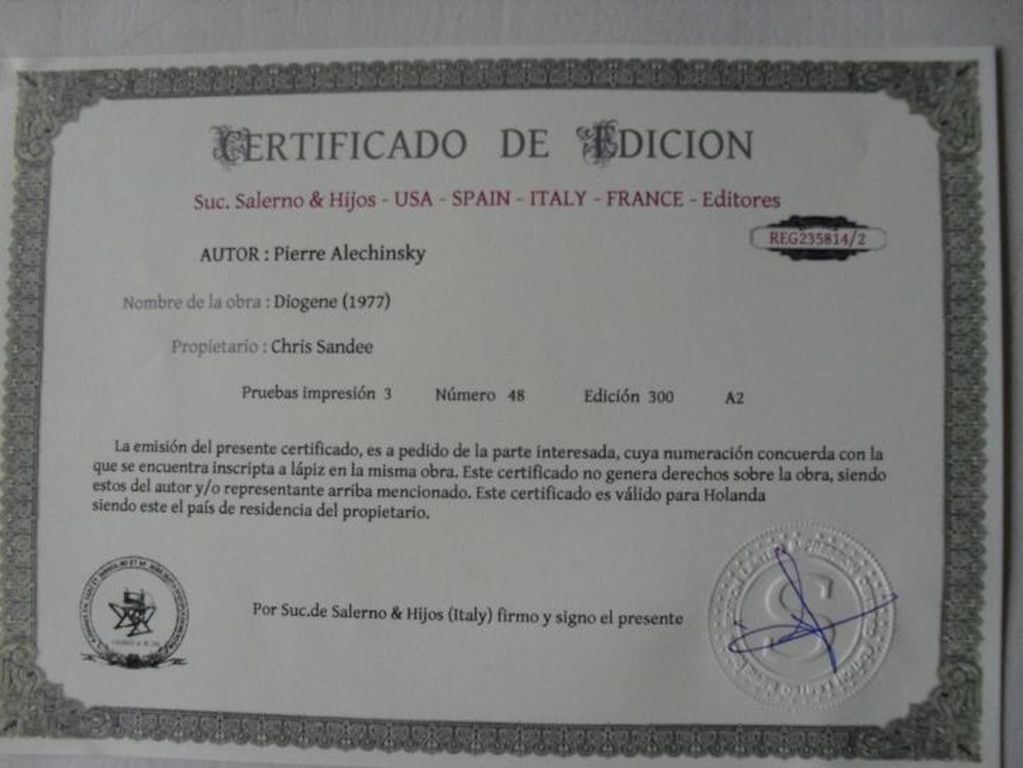 CERTIFICADO DE EDICION
Suc. Salerno & Hijos - USA - SPAIN - ITALY - FRANCE - Editores
REG235814/2
AUTOR : Pierre Alechinsky
Nombre de la obra : Diogene (1977)
Propietario : Chris Sandee
Pruebas impresión 3 Número 48 Edición 300 A2
La emisión del presente certificado, es a pedido de la parte interesada, cuya numeración concuerda con la
que se encuentra inscripta a lápiz en la misma obra. Este certificado no genera derechos sobre la obra, siendo
estos del autor y/o representante arriba mencionado. Este certificado es válido para Holanda
siendo este el país de residencia del propietario.
Por Suc.de Salerno & Hijos (Italy) firmo y signo el presente
S